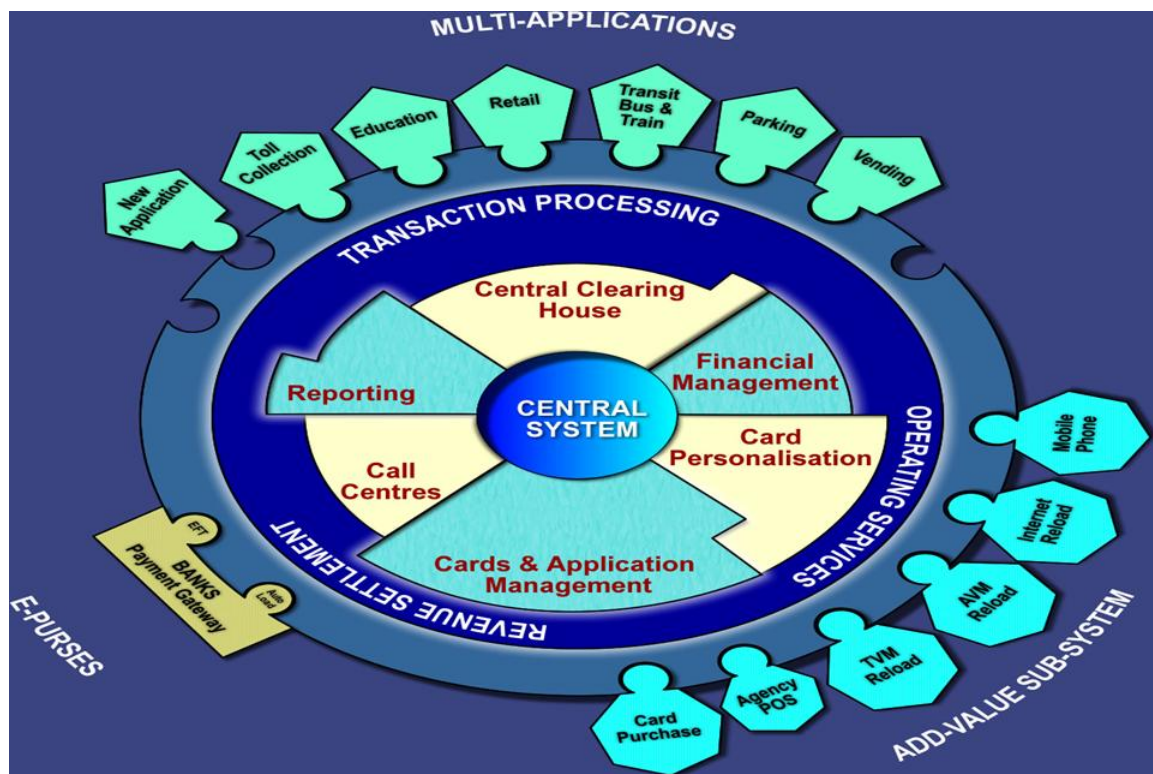 MULTI-APPLICATIONS
New
Application
Toll
Collection
Education
Retail
Transit
Bus &
Train
Parking
Vending
TRANSACTION PROCESSING
Central Clearing
House
Reporting
Financial
Management
CENTRAL
SYSTEM
Call
Centres
Card
Personalisation
Cards & Application
Management
OPERATING SERVICES
REVENUE SETTLEMENT
Mobile
Phone
Internet
Reload
AVM
Reload
TVM
Reload
Agency
POS
Card
Purchase
EFT
BANKS
Payment Gateway
Auto
Load
E-PURSES
ADD-VALUE SUB-SYSTEM